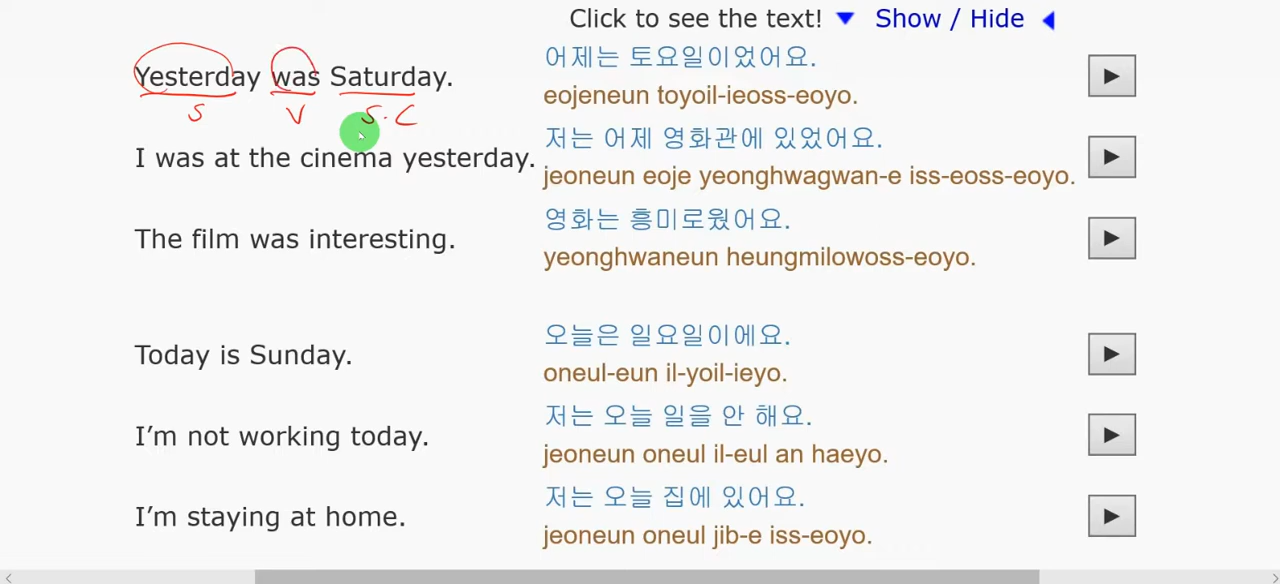 Click to see the text! Show / Hide
Yesterday was Saturday.
어제는 토요일이었어요.
eojeneun toyoil-ieoss-eoyo.
S V S.C
I was at the cinema yesterday.
저는 어제 영화관에 있었어요.
jeoneun eoje yeonghwagwan-e iss-eoss-eoyo.
The film was interesting.
영화는 흥미로웠어요.
yeonghwaneun heungmilowoss-eoyo.
Today is Sunday.
오늘은 일요일이에요.
oneul-eun il-yoil-ieyo.
I’m not working today.
저는 오늘 일을 안 해요.
jeoneun oneul il-eul an haeyo.
I’m staying at home.
저는 오늘 집에 있어요.
jeoneun oneul jib-e iss-eoyo.